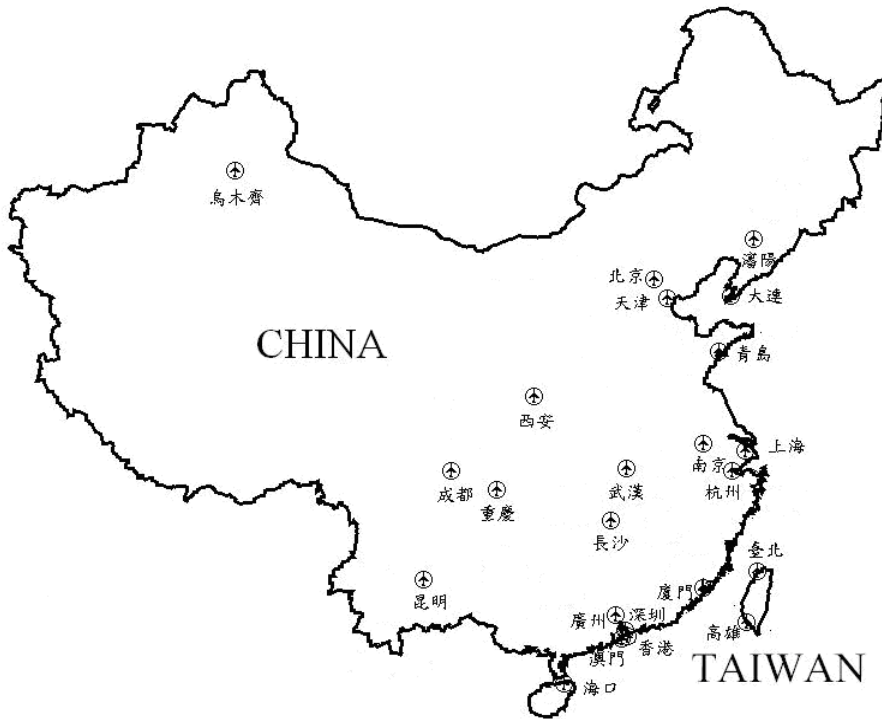 烏木齊
瀋陽
北京
天津
大連
CHINA
青島
西安
上海
南京
成都
武漢
杭州
重慶
長沙
臺北
昆明
廈門
廣州
深圳
高雄
香港
澳門
TAIWAN
海口